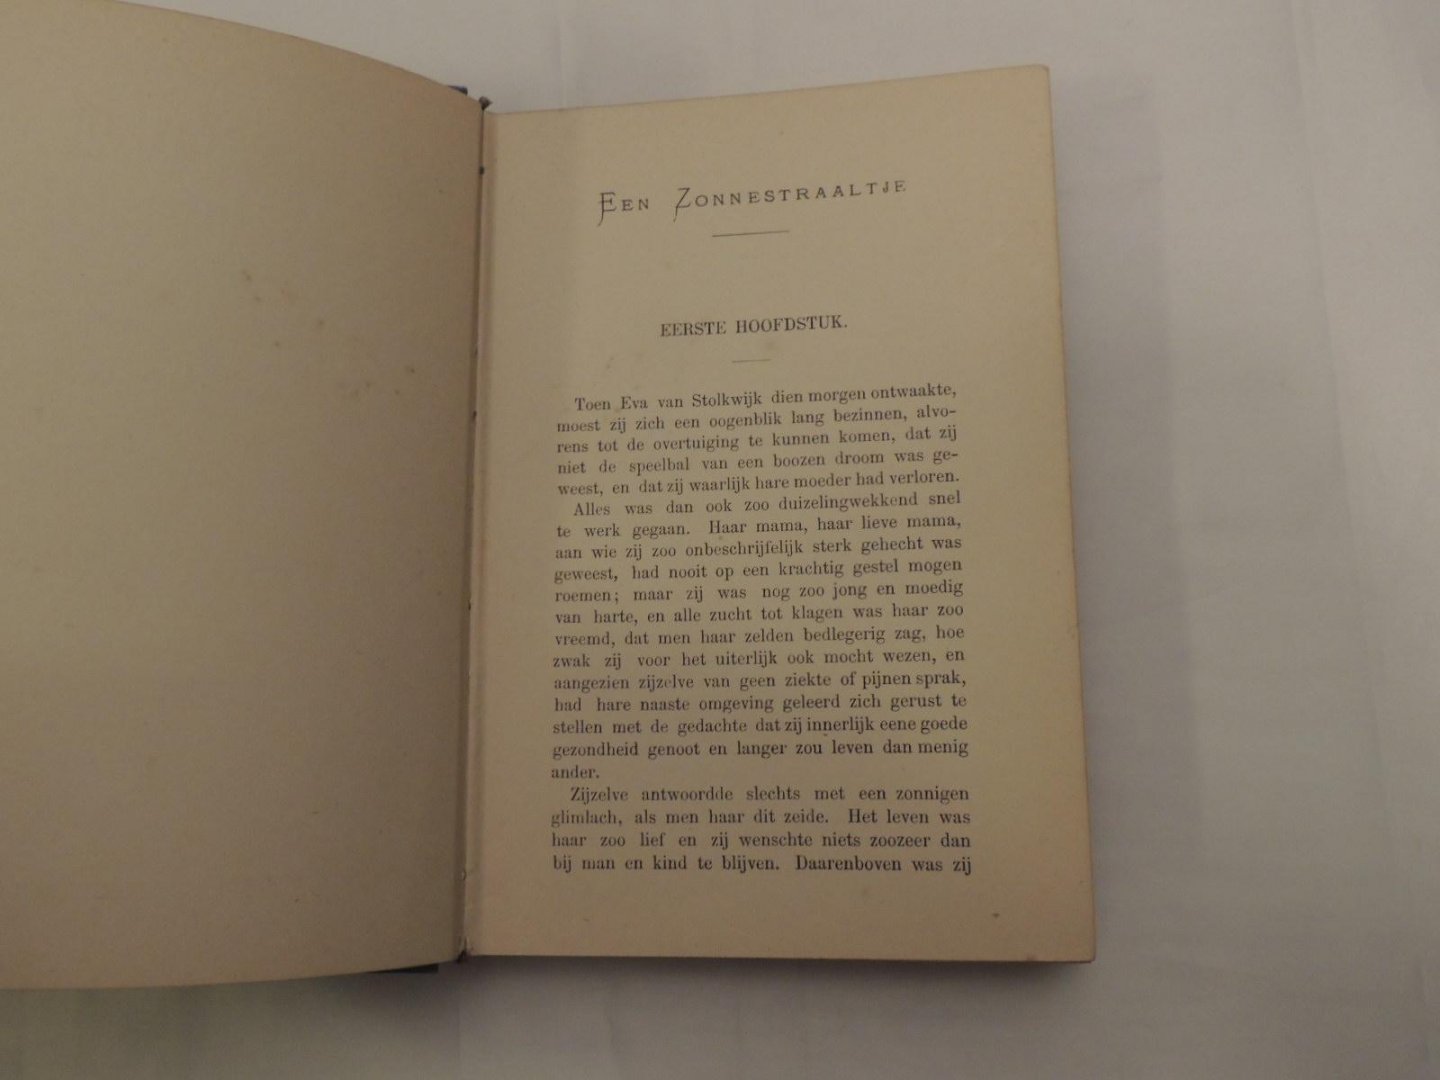 EEN ZONNESTRAALTJE
EERSTE HOOFDSTUK.
Toen Eva van Stolkwijk dien morgen ontwaakte,
moest zij zich een oogenblik lang bezinnen, alvo-
rens tot de overtuiging te kunnen komen, dat zij
niet de speelbal van een boozen droom was ge-
weest, en dat zij waarlijk hare moeder had verloren.
Alles was dan ook zoo duizelingwekkend snel
te werk gegaan. Haar mama, haar lieve mama,
aan wie zij zoo onbeschrijfelijk sterk gehecht was
geweest, had nooit op een krachtig gestel mogen
roemen; maar zij was nog zoo jong en moedig
van harte, en alle zucht tot klagen was haar zoo
vreemd, dat men haar zelden bedlegerig zag, hoe
zwak zij voor het uiterlijk ook mocht wezen, en
aangezien zijzelve van geen ziekte of pijnen sprak,
had hare naaste omgeving geleerd zich gerust te
stellen met de gedachte dat zij innerlijk eene goede
gezondheid genoot en langer zou leven dan menig
ander.
Zijzelve antwoordde slechts met een zonnigen
glimlach, als men haar dit zeide. Het leven was
haar zoo lief en zij wenschte niets zoozeer dan
bij man en kind te blijven. Daarenboven was zij